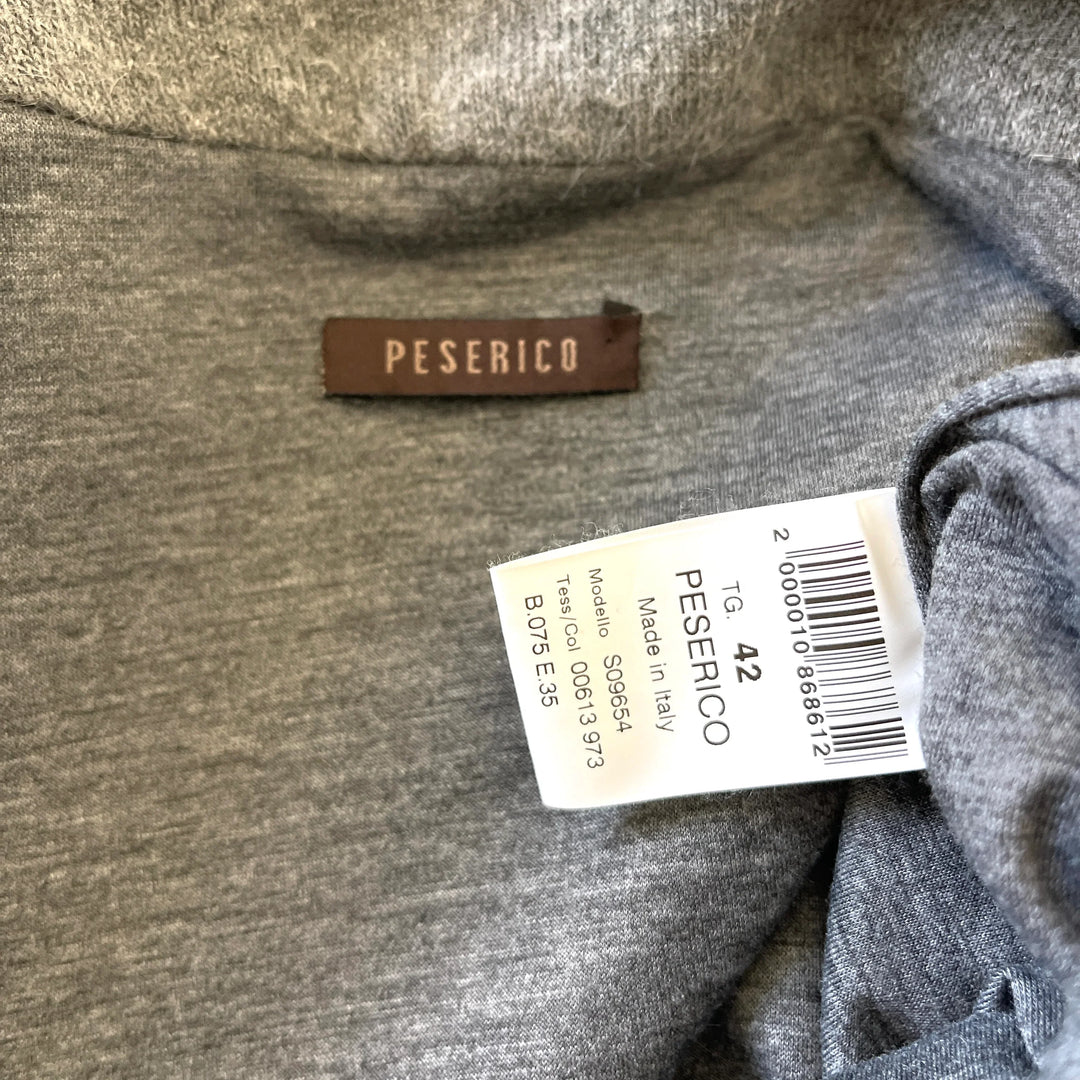 PESERICO
2 000010 868612
TG. 42
PESERICO
Made in Italy
Modello S09654
Tess/Col 00613 973
B.075 E.35